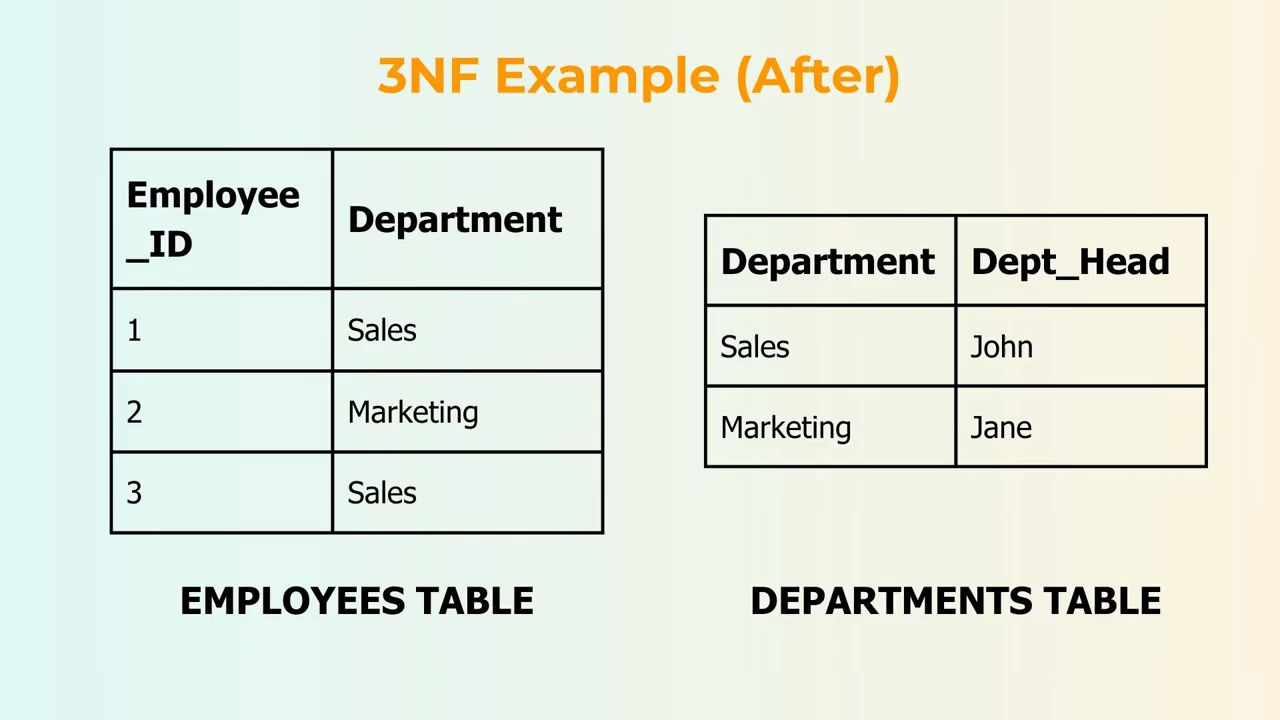 3NF Example (After)
Employee
_ID
Department
1
Sales
2
Marketing
3
Sales
EMPLOYEES TABLE
Department
Dept_Head
Sales
John
Marketing
Jane
DEPARTMENTS TABLE